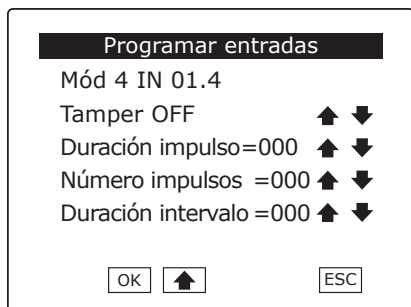 Programar entradas
Mód 4 IN 01.4
Tamper OFF
Duración impulso=000
Número impulsos =000
Duración intervalo =000
OK ESC